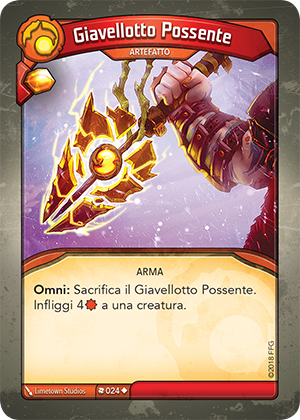 Giavellotto Possente
ARTEFATTO
ARMA
Omni: Sacrifica il Giavellotto Possente.
Infliggi 4 a una creatura.
Limetown Studios
024
©2018 FFG